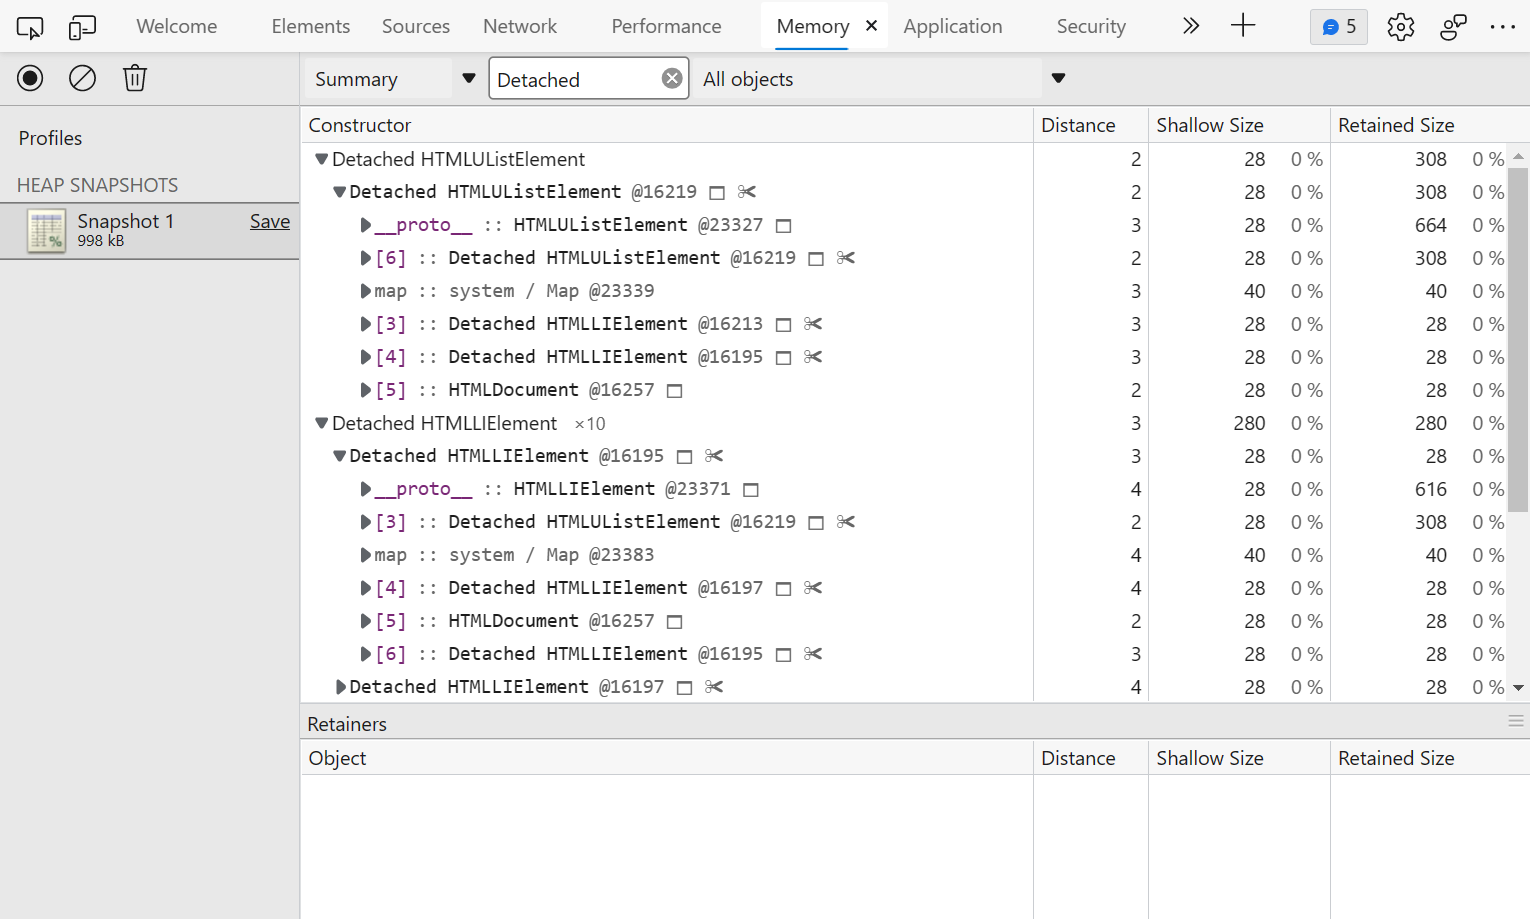 Welcome Elements Sources Network Performance Memory Application Security 5
Summary Detached All objects
Profiles
HEAP SNAPSHOTS
Snapshot 1 Save
998 kB
Constructor Distance Shallow Size Retained Size
Detached HTMLUListElement 2 28 0 % 308 0 %
Detached HTMLUListElement @16219 2 28 0 % 308 0 %
__proto__ :: HTMLUListElement @23327 3 28 0 % 664 0 %
[6] :: Detached HTMLUListElement @16219 2 28 0 % 308 0 %
map :: system / Map @23339 3 40 0 % 40 0 %
[3] :: Detached HTMLLIElement @16213 3 28 0 % 28 0 %
[4] :: Detached HTMLLIElement @16195 3 28 0 % 28 0 %
[5] :: HTMLDocument @16257 2 28 0 % 28 0 %
Detached HTMLLIElement ×10 3 280 0 % 280 0 %
Detached HTMLLIElement @16195 3 28 0 % 28 0 %
__proto__ :: HTMLLIElement @23371 4 28 0 % 616 0 %
[3] :: Detached HTMLUListElement @16219 2 28 0 % 308 0 %
map :: system / Map @23383 4 40 0 % 40 0 %
[4] :: Detached HTMLLIElement @16197 4 28 0 % 28 0 %
[5] :: HTMLDocument @16257 2 28 0 % 28 0 %
[6] :: Detached HTMLLIElement @16195 3 28 0 % 28 0 %
Detached HTMLLIElement @16197 4 28 0 % 28 0 %
Retainers
Object Distance Shallow Size Retained Size